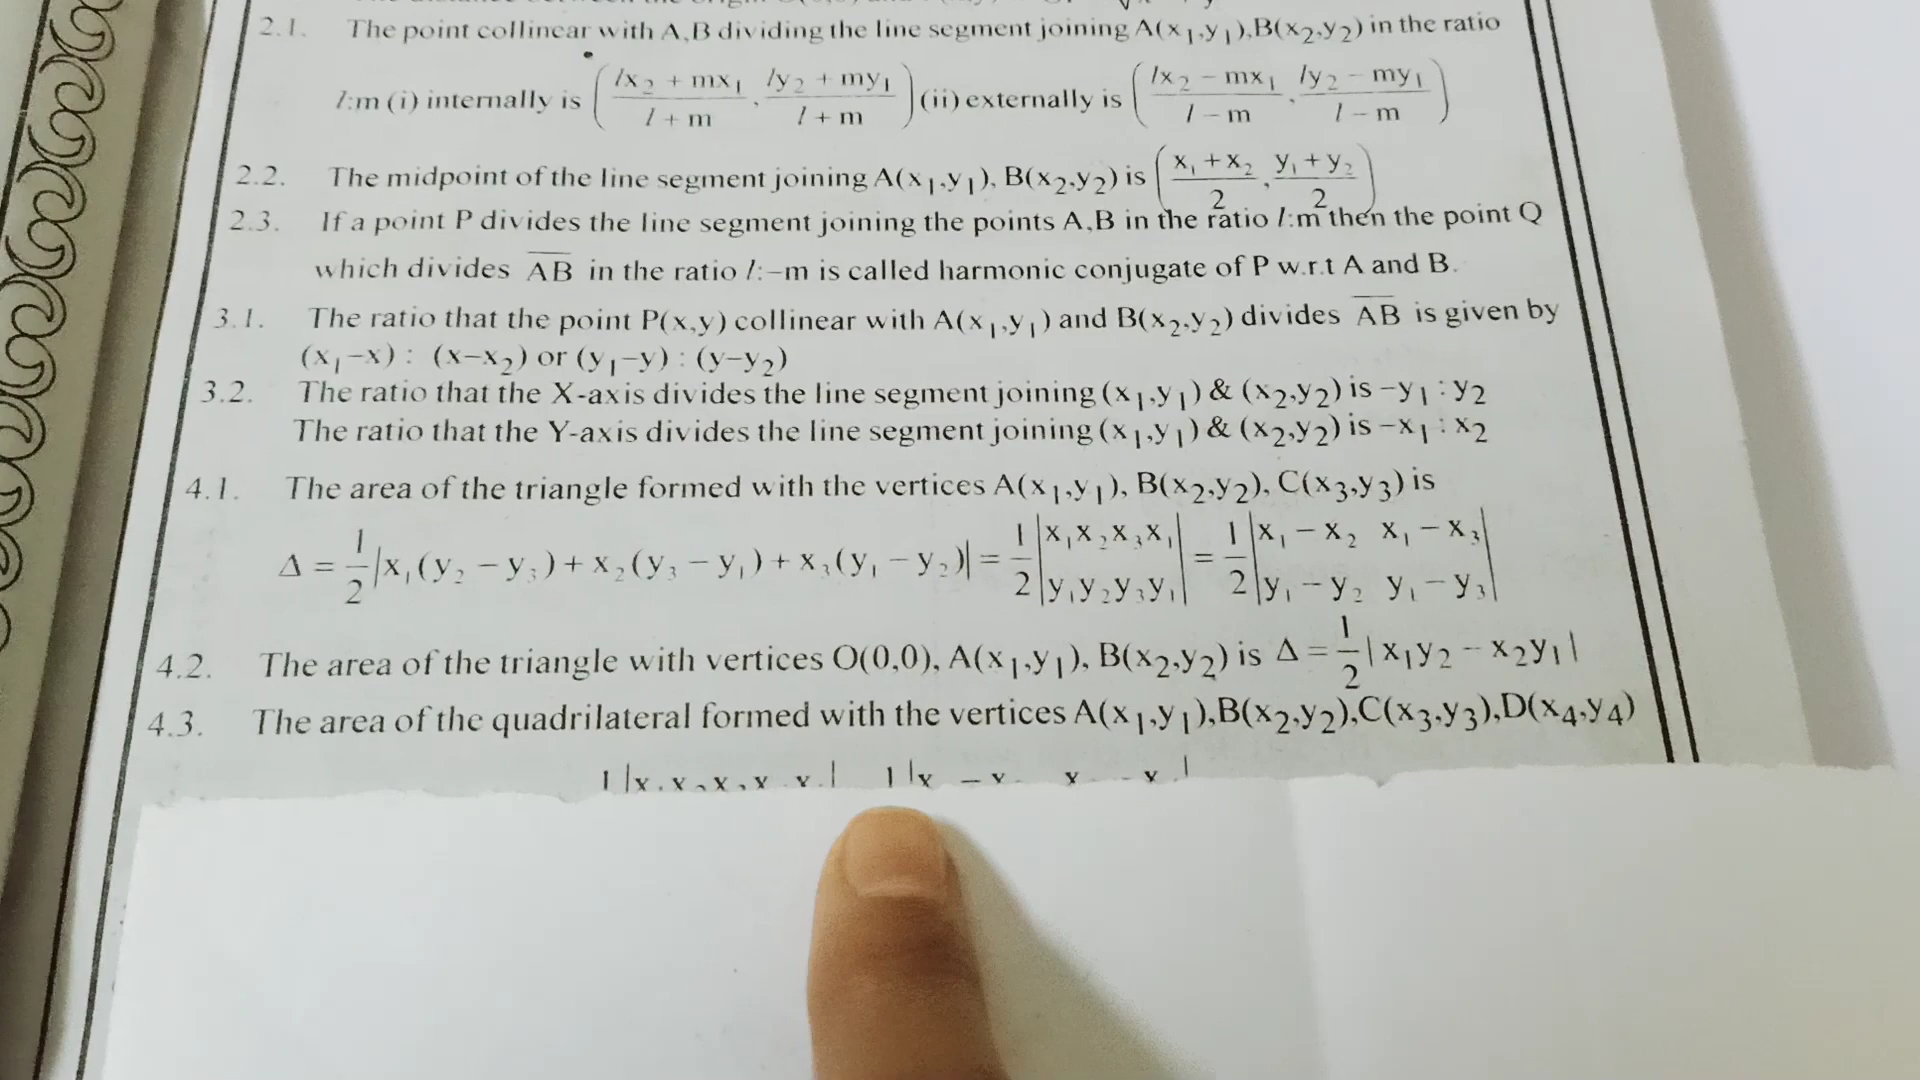 2.1. The point collinear with A,B dividing the line segment joining A(x₁,y₁),B(x₂,y₂) in the ratio
l:m (i) internally is ((lx₂ + mx₁)/(l + m), (ly₂ + my₁)/(l + m)) (ii) externally is ((lx₂ − mx₁)/(l − m), (ly₂ − my₁)/(l − m))
2.2. The midpoint of the line segment joining A(x₁,y₁), B(x₂,y₂) is ((x₁ + x₂)/2, (y₁ + y₂)/2)
2.3. If a point P divides the line segment joining the points A,B in the ratio l:m then the point Q
which divides A̅B̅ in the ratio l:−m is called harmonic conjugate of P w.r.t A and B.
3.1. The ratio that the point P(x,y) collinear with A(x₁,y₁) and B(x₂,y₂) divides A̅B̅ is given by
(x₁−x) : (x−x₂) or (y₁−y) : (y−y₂)
3.2. The ratio that the X-axis divides the line segment joining (x₁,y₁) & (x₂,y₂) is −y₁ : y₂
The ratio that the Y-axis divides the line segment joining (x₁,y₁) & (x₂,y₂) is −x₁ : x₂
4.1. The area of the triangle formed with the vertices A(x₁,y₁), B(x₂,y₂), C(x₃,y₃) is
Δ = 1/2 |x₁(y₂ − y₃) + x₂(y₃ − y₁) + x₃(y₁ − y₂)| = 1/2 |x₁x₂x₃x₁ / y₁y₂y₃y₁| = 1/2 |x₁ − x₂ x₁ − x₃ / y₁ − y₂ y₁ − y₃|
4.2. The area of the triangle with vertices O(0,0), A(x₁,y₁), B(x₂,y₂) is Δ = 1/2 |x₁y₂ − x₂y₁|
4.3. The area of the quadrilateral formed with the vertices A(x₁,y₁),B(x₂,y₂),C(x₃,y₃),D(x₄,y₄)